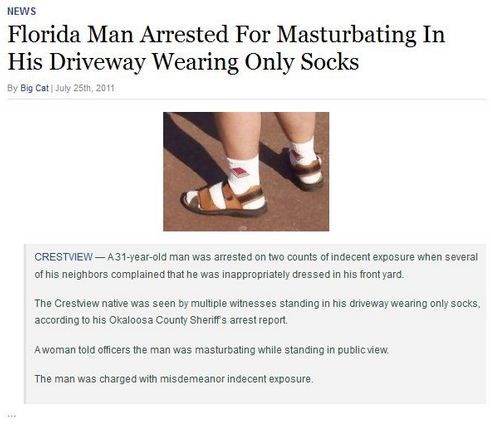 NEWS
Florida Man Arrested For Masturbating In
His Driveway Wearing Only Socks
By Big Cat | July 25th, 2011
CRESTVIEW — A 31-year-old man was arrested on two counts of indecent exposure when several
of his neighbors complained that he was inappropriately dressed in his front yard.
The Crestview native was seen by multiple witnesses standing in his driveway wearing only socks,
according to his Okaloosa County Sheriff's arrest report.
A woman told officers the man was masturbating while standing in public view.
The man was charged with misdemeanor indecent exposure.
...